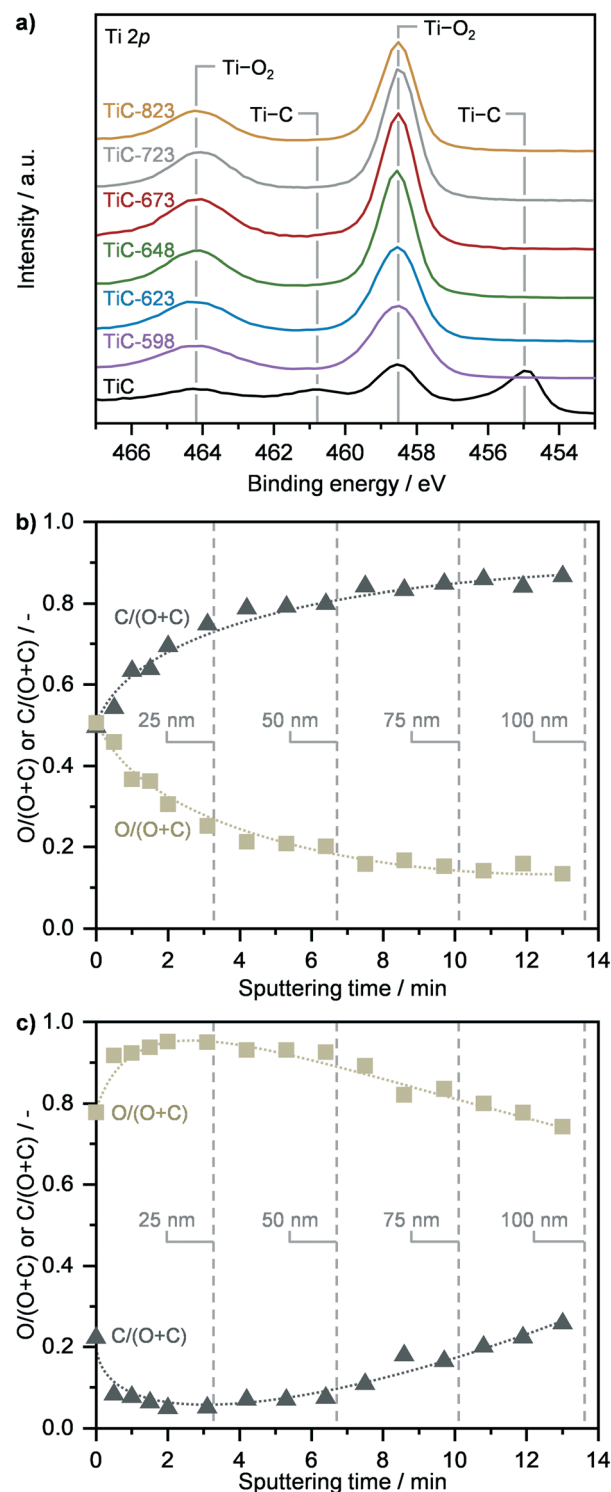 a)
Ti 2p
Ti−O₂
Ti−O₂
Ti−C
Ti−C
TiC-823
TiC-723
TiC-673
TiC-648
TiC-623
TiC-598
TiC
Intensity / a.u.
466 464 462 460 458 456 454
Binding energy / eV
b)
1.0
0.8
0.6
0.4
0.2
0.0
O/(O+C) or C/(O+C) / -
C/(O+C)
25 nm 50 nm 75 nm 100 nm
O/(O+C)
0 2 4 6 8 10 12 14
Sputtering time / min
c)
1.0
0.8
0.6
0.4
0.2
0.0
O/(O+C) or C/(O+C) / -
O/(O+C)
25 nm 50 nm 75 nm 100 nm
C/(O+C)
0 2 4 6 8 10 12 14
Sputtering time / min